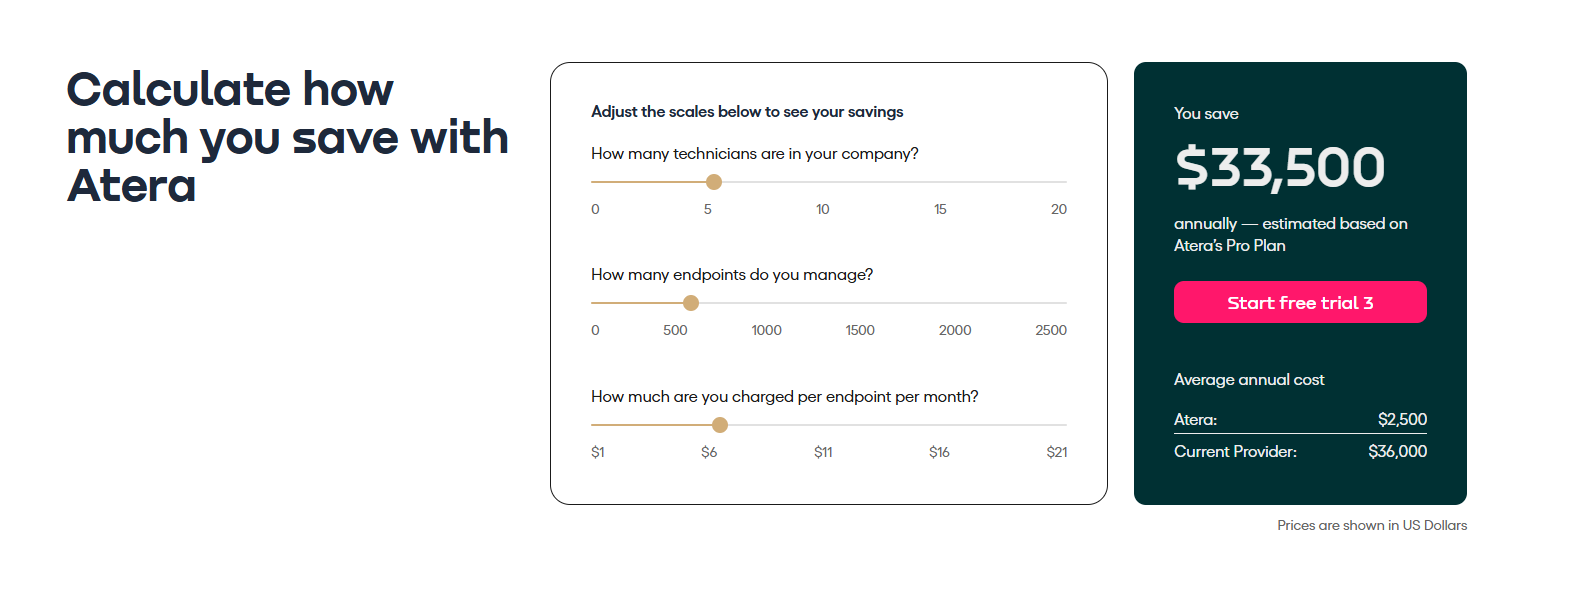 Calculate how
much you save with
Atera
Adjust the scales below to see your savings
How many technicians are in your company?
0 5 10 15 20
How many endpoints do you manage?
0 500 1000 1500 2000 2500
How much are you charged per endpoint per month?
$1 $6 $11 $16 $21
You save
$33,500
annually — estimated based on
Atera’s Pro Plan
Start free trial 3
Average annual cost
Atera: $2,500
Current Provider: $36,000
Prices are shown in US Dollars